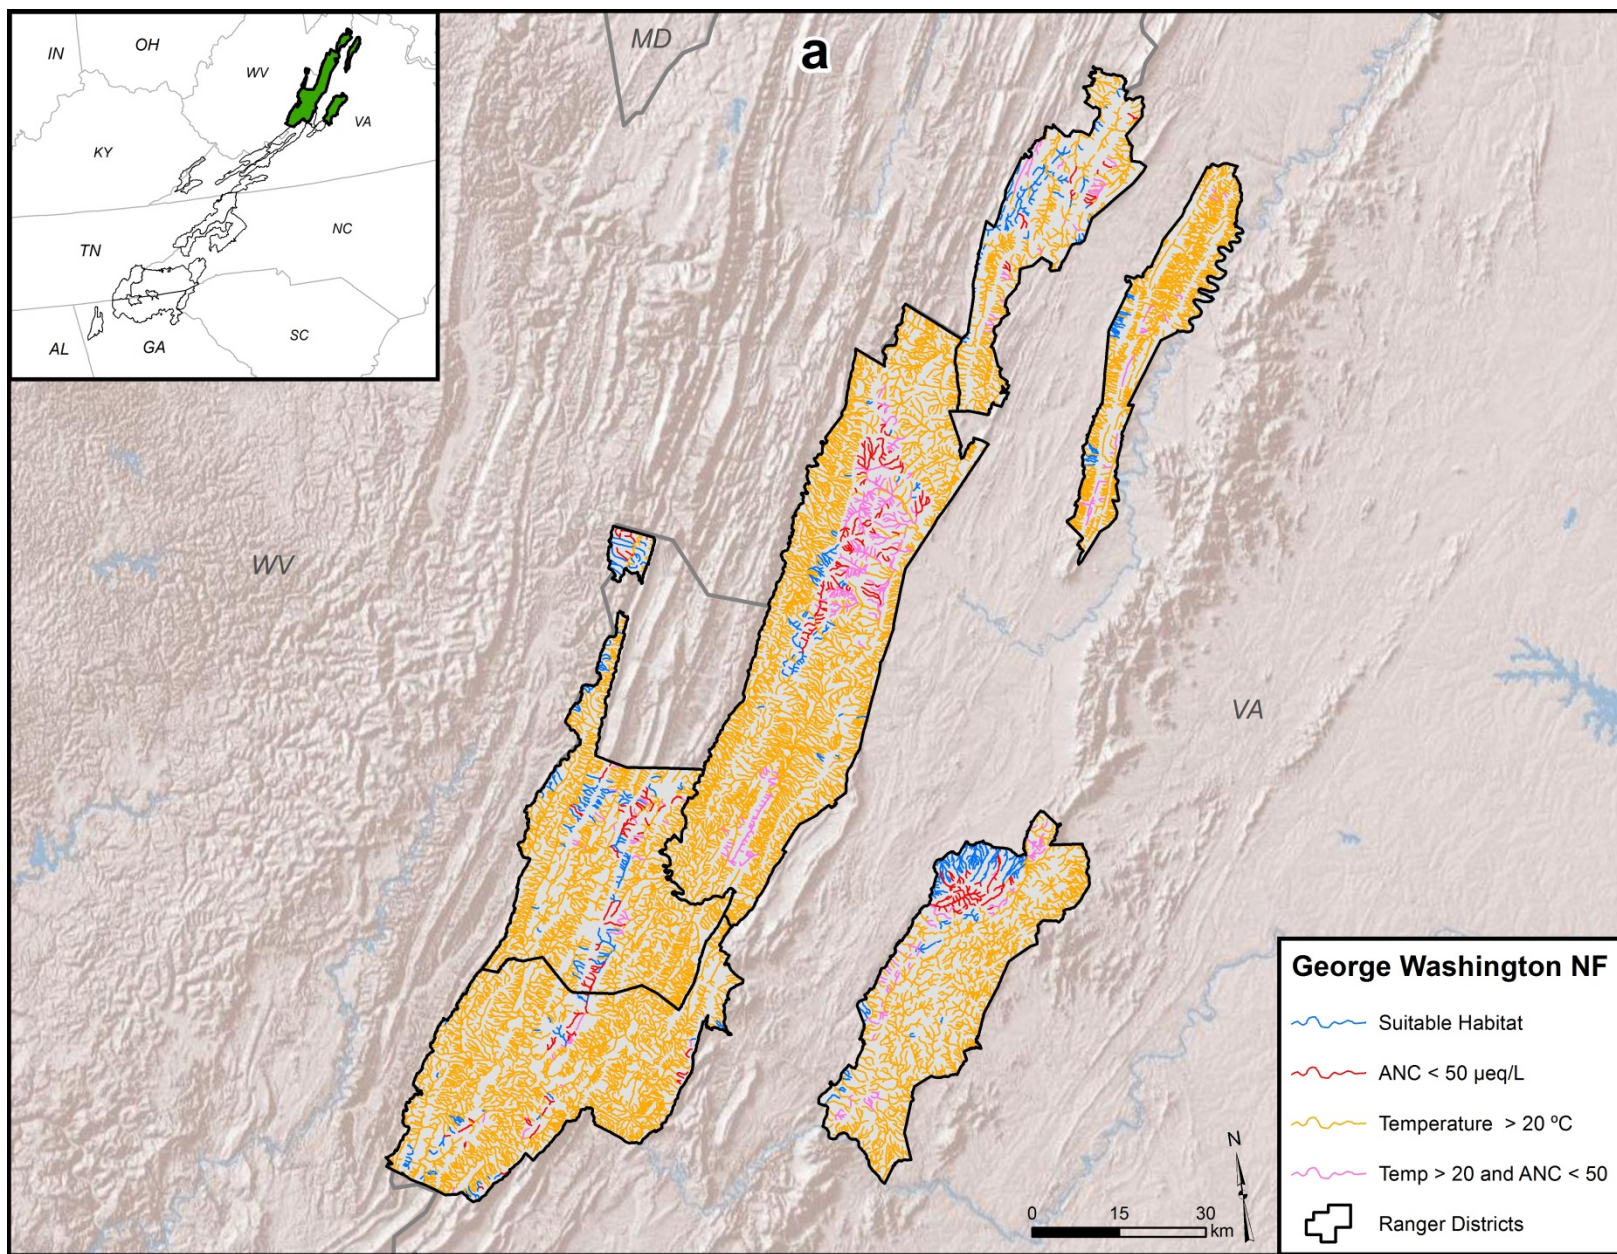 a
IN
OH
WV
VA
KY
NC
TN
SC
AL
GA
MD
WV
VA
George Washington NF
Suitable Habitat
ANC < 50 µeq/L
Temperature > 20 ºC
Temp > 20 and ANC < 50
Ranger Districts
N
0 15 30
km